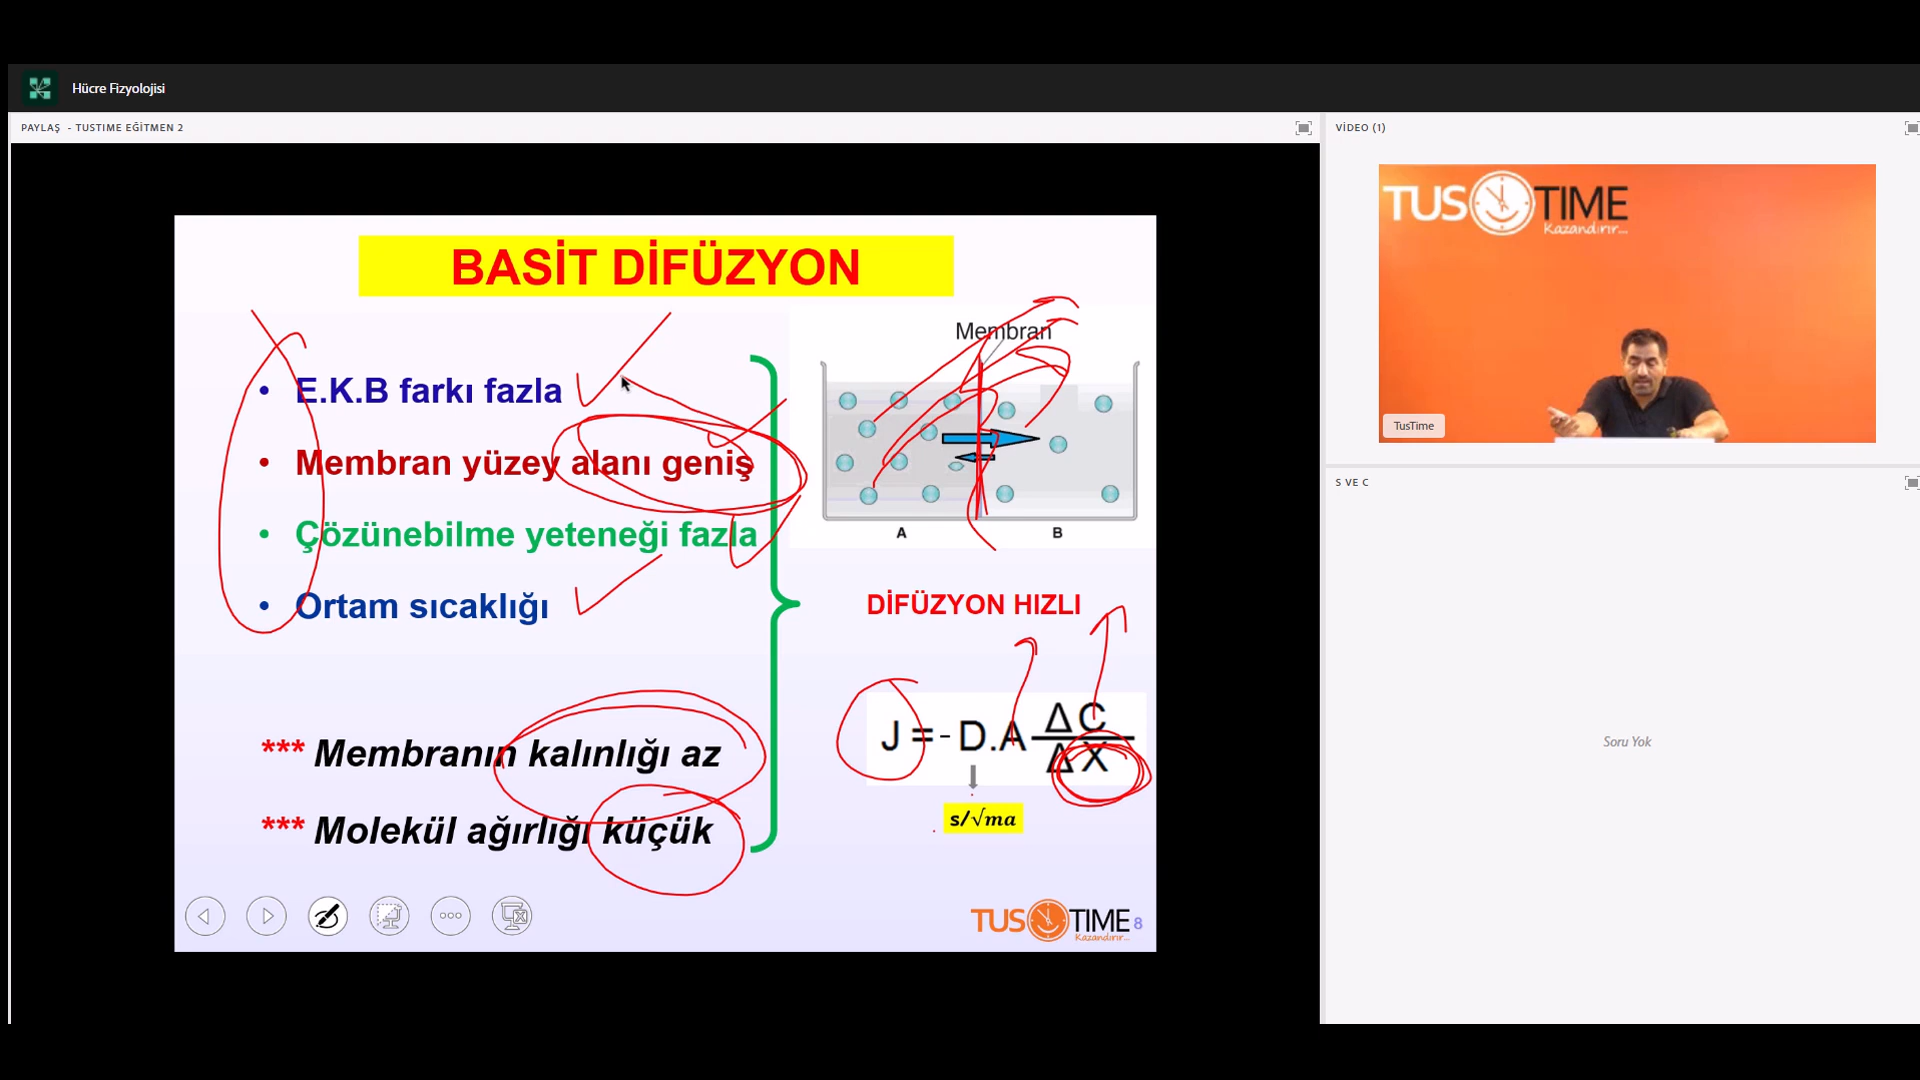 Hücre Fizyolojisi
PAYLAŞ - TUSTIME EĞİTMEN 2
BASİT DİFÜZYON
• E.K.B farkı fazla
• Membran yüzey alanı geniş
• Çözünebilme yeteneği fazla
• Ortam sıcaklığı
*** Membranın kalınlığı az
*** Molekül ağırlığı küçük
Membran
A B
DİFÜZYON HIZLI
J = - D.A ΔC
ΔX
s/√ma
TUS TIME 8
Kazandırır...
VİDEO (1)
TUS TIME
Kazandırır...
TusTime
S VE C
Soru Yok